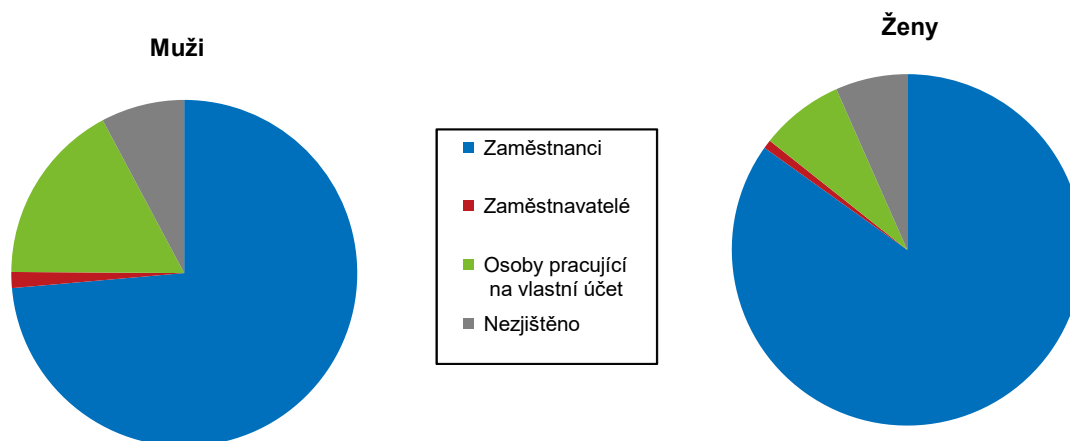 Muži
Ženy
Zaměstnanci
Zaměstnavatelé
Osoby pracující
na vlastní účet
Nezjištěno